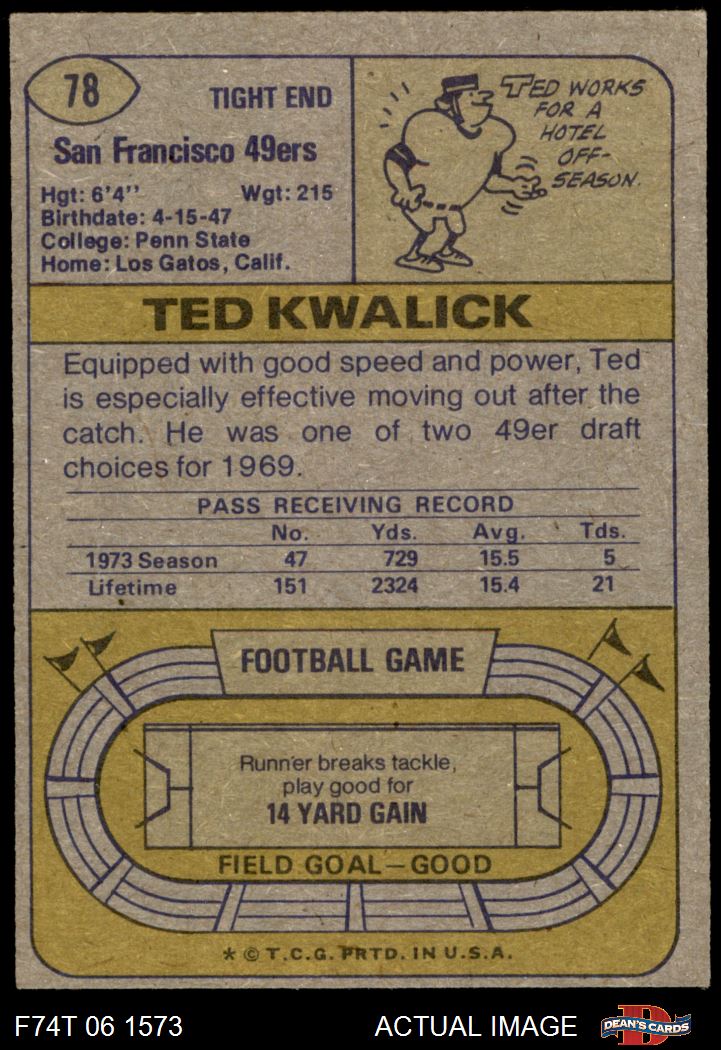 78
TIGHT END
San Francisco 49ers
Hgt: 6'4" Wgt: 215
Birthdate: 4-15-47
College: Penn State
Home: Los Gatos, Calif.
TED WORKS
FOR A
HOTEL
OFF-
SEASON.
TED KWALICK
Equipped with good speed and power, Ted
is especially effective moving out after the
catch. He was one of two 49er draft
choices for 1969.
PASS RECEIVING RECORD
No. Yds. Avg. Tds.
1973 Season 47 729 15.5 5
Lifetime 151 2324 15.4 21
FOOTBALL GAME
Runner breaks tackle,
play good for
14 YARD GAIN
FIELD GOAL—GOOD
* © T.C.G. PRTD. IN U.S.A.
F74T 06 1573 ACTUAL IMAGE D DEAN'S CARDS